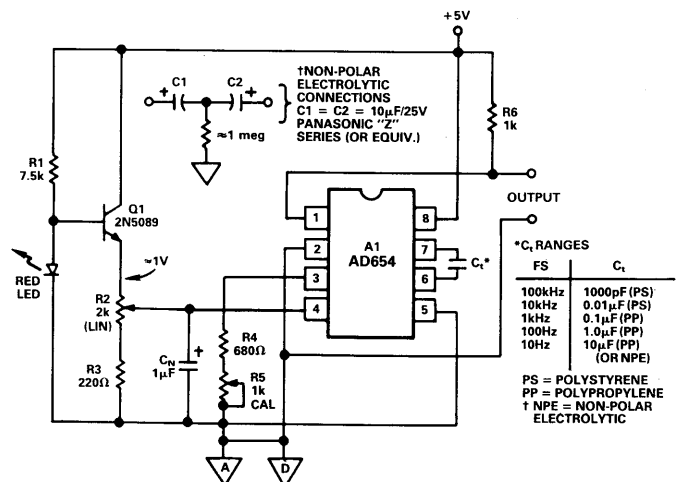 +5V
†NON-POLAR
ELECTROLYTIC
CONNECTIONS
C1 = C2 = 10μF/25V
PANASONIC "Z"
SERIES (OR EQUIV.)
+ C1
C2 +
≈1 meg
R1
7.5k
Q1
2N5089
≈1V
RED
LED
R2
2k
(LIN)
R3
220Ω
†
C_N
1μF
R4
680Ω
R5
1k
CAL
A1
AD654
1
2
3
4
8
7
6
5
C_t*
R6
1k
OUTPUT
*C_t RANGES
FS C_t
100kHz 1000pF (PS)
10kHz 0.01μF (PS)
1kHz 0.1μF (PP)
100Hz 1.0μF (PP)
10Hz 10μF (PP)
(OR NPE)
PS = POLYSTYRENE
PP = POLYPROPYLENE
† NPE = NON-POLAR
ELECTROLYTIC
A
D